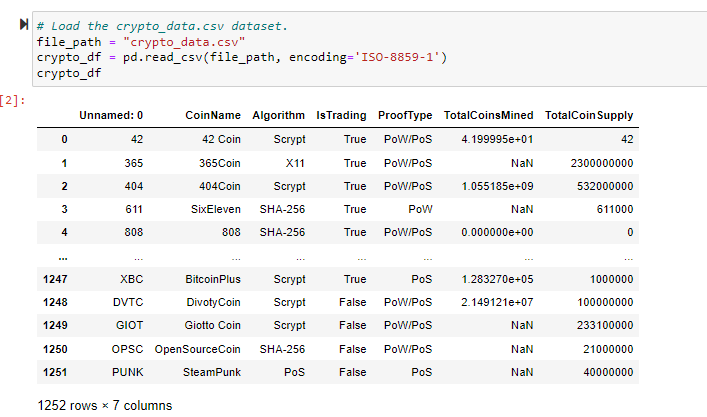 # Load the crypto_data.csv dataset.
file_path = "crypto_data.csv"
crypto_df = pd.read_csv(file_path, encoding='ISO-8859-1')
crypto_df
[2]:
Unnamed: 0 CoinName Algorithm IsTrading ProofType TotalCoinsMined TotalCoinSupply
0 42 42 Coin Scrypt True PoW/PoS 4.199995e+01 42
1 365 365Coin X11 True PoW/PoS NaN 2300000000
2 404 404Coin Scrypt True PoW/PoS 1.055185e+09 532000000
3 611 SixEleven SHA-256 True PoW NaN 611000
4 808 808 SHA-256 True PoW/PoS 0.000000e+00 0
... ... ... ... ... ... ... ...
1247 XBC BitcoinPlus Scrypt True PoS 1.283270e+05 1000000
1248 DVTC DivotyCoin Scrypt False PoW/PoS 2.149121e+07 100000000
1249 GIOT Giotto Coin Scrypt False PoW/PoS NaN 233100000
1250 OPSC OpenSourceCoin SHA-256 False PoW/PoS NaN 21000000
1251 PUNK SteamPunk PoS False PoS NaN 40000000
1252 rows × 7 columns